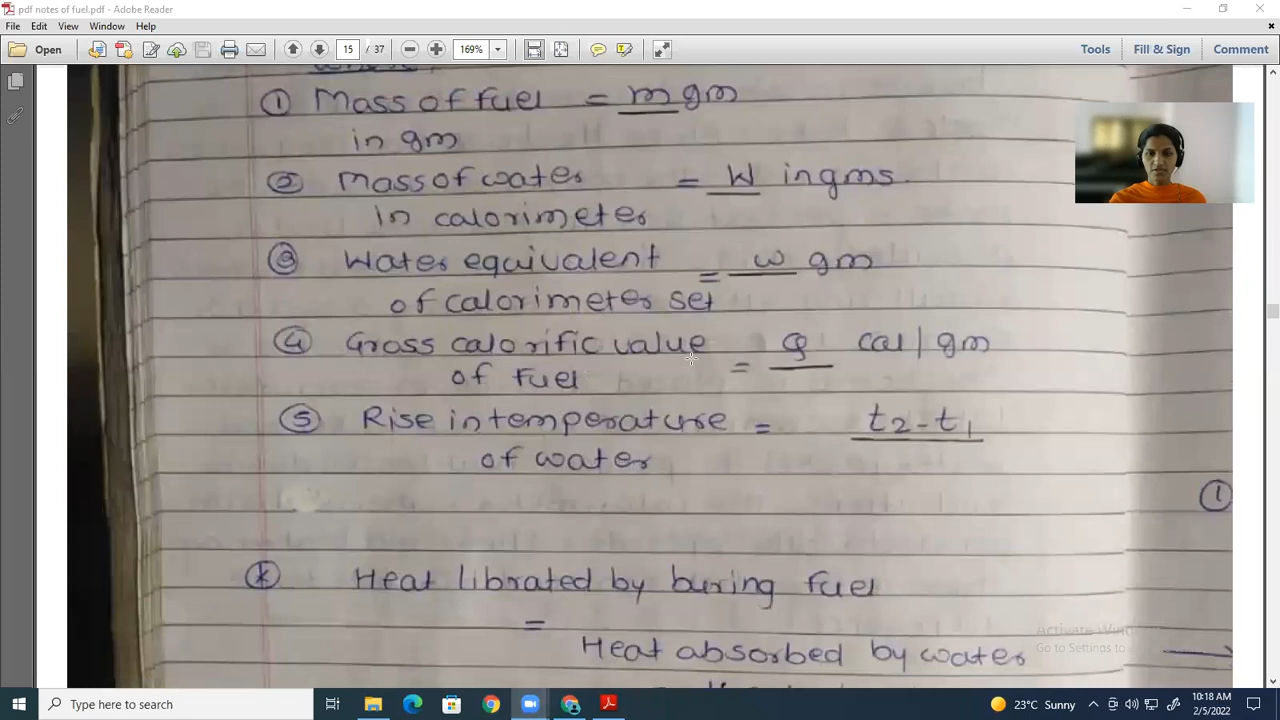 pdf notes of fuel.pdf - Adobe Reader
File Edit View Window Help
Open 15 / 37 169% Tools Fill & Sign Comment
① Mass of fuel = m gm
in gm
② Mass of water = W in gms
In calorimeter
③ Water equivalent = w gm
of calorimeter set
④ Gross calorific value = Q cal/gm
of fuel
⑤ Rise in temperature = t2-t1
of water
①
Heat librated by buring fuel
=
Heat absorbed by water
Activate Win
Go to Settings to
Type here to search
23°C Sunny
10:18 AM
2/5/2022